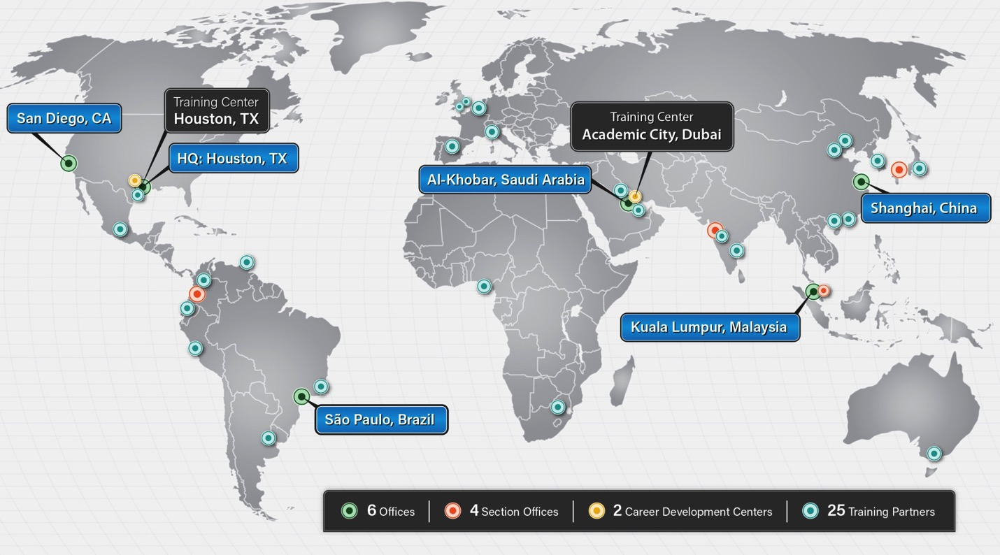 Training Center
Houston, TX
San Diego, CA
HQ: Houston, TX
Training Center
Academic City, Dubai
Al-Khobar, Saudi Arabia
Shanghai, China
Kuala Lumpur, Malaysia
São Paulo, Brazil
6 Offices
4 Section Offices
2 Career Development Centers
25 Training Partners